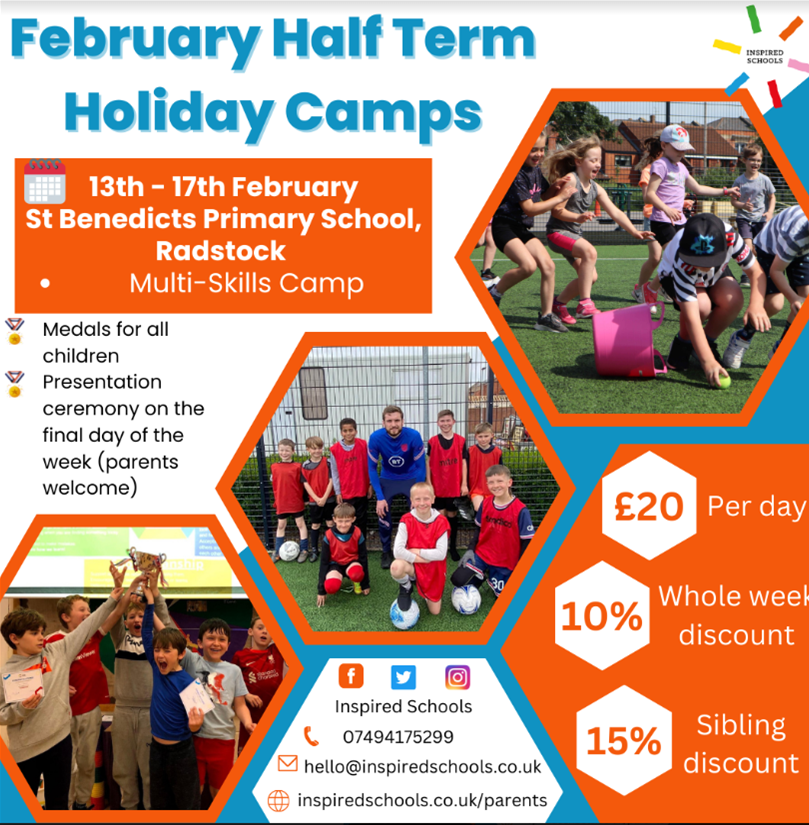 February Half Term
Holiday Camps
INSPIRED
SCHOOLS
13th - 17th February
St Benedicts Primary School,
Radstock
• Multi-Skills Camp
Medals for all
children
Presentation
ceremony on the
final day of the
week (parents
welcome)
£20 Per day
10% Whole week
discount
15% Sibling
discount
Inspired Schools
07494175299
hello@inspiredschools.co.uk
inspiredschools.co.uk/parents